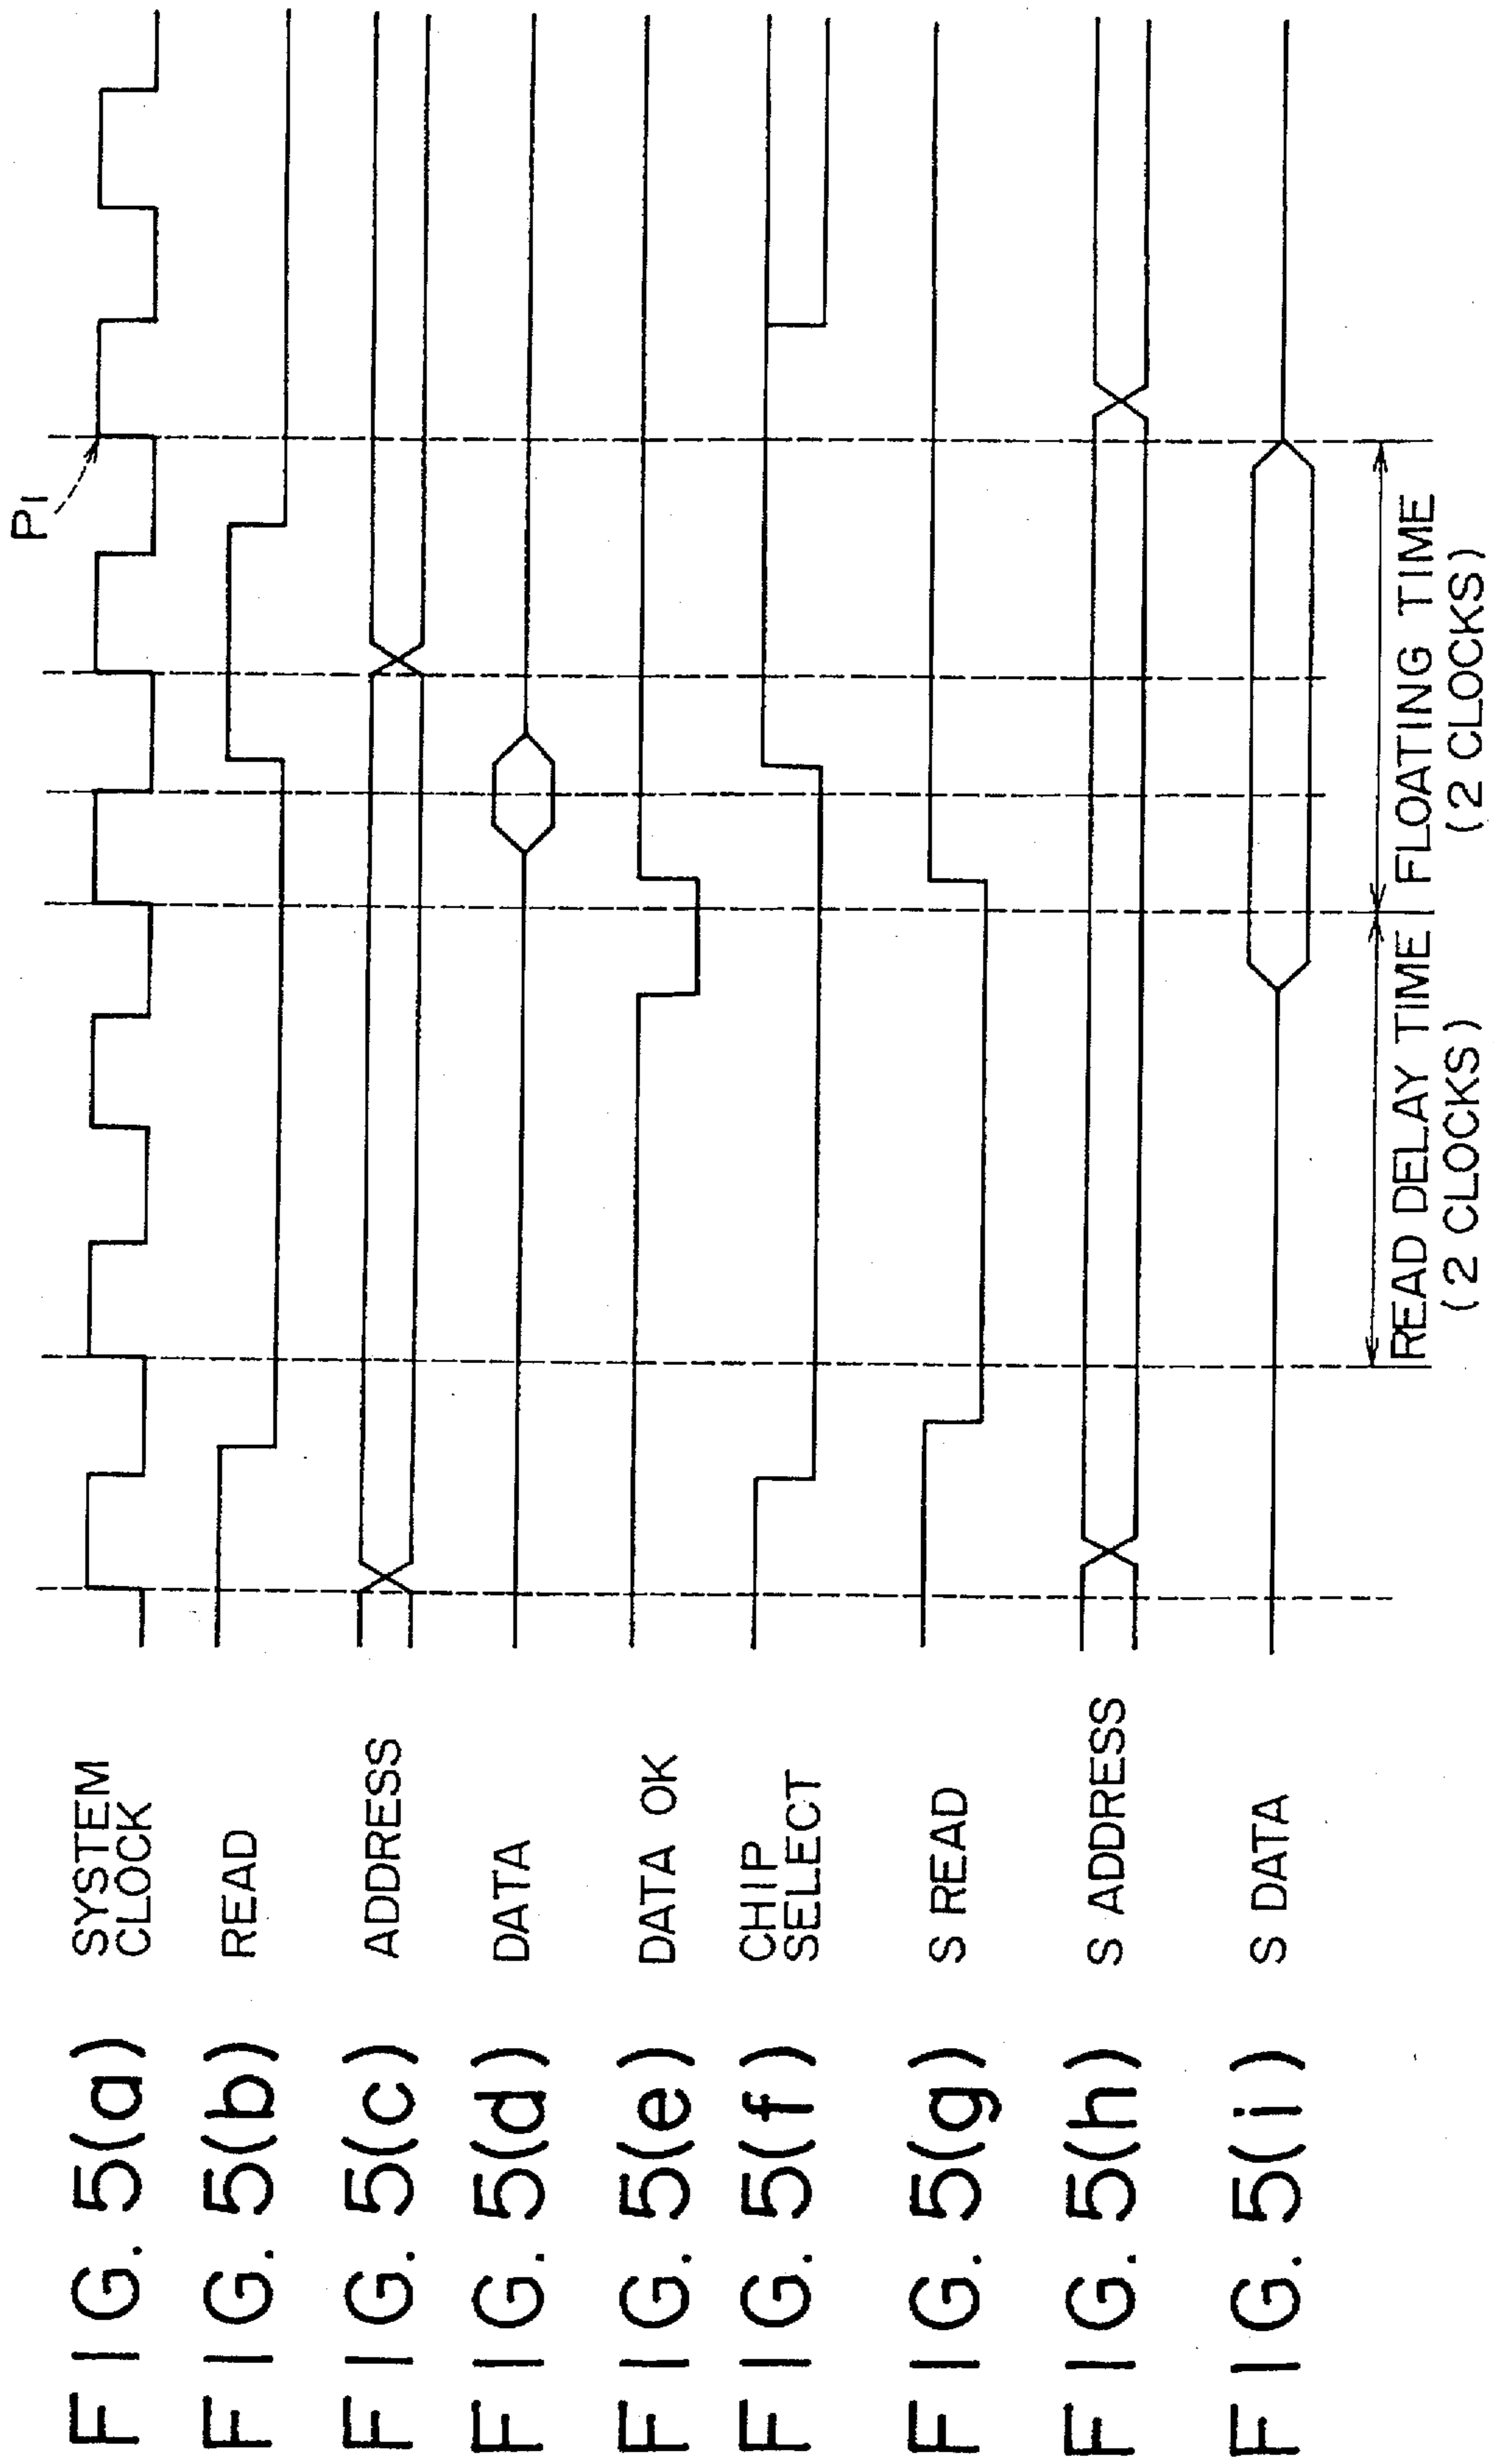 FIG. 5(a) SYSTEM
CLOCK
P1
FIG. 5(b) READ
FIG. 5(c) ADDRESS
FIG. 5(d) DATA
FIG. 5(e) DATA OK
FIG. 5(f) CHIP
SELECT
FIG. 5(g) S READ
FIG. 5(h) S ADDRESS
FIG. 5(i) S DATA
READ DELAY TIME
(2 CLOCKS)
FLOATING TIME
(2 CLOCKS)